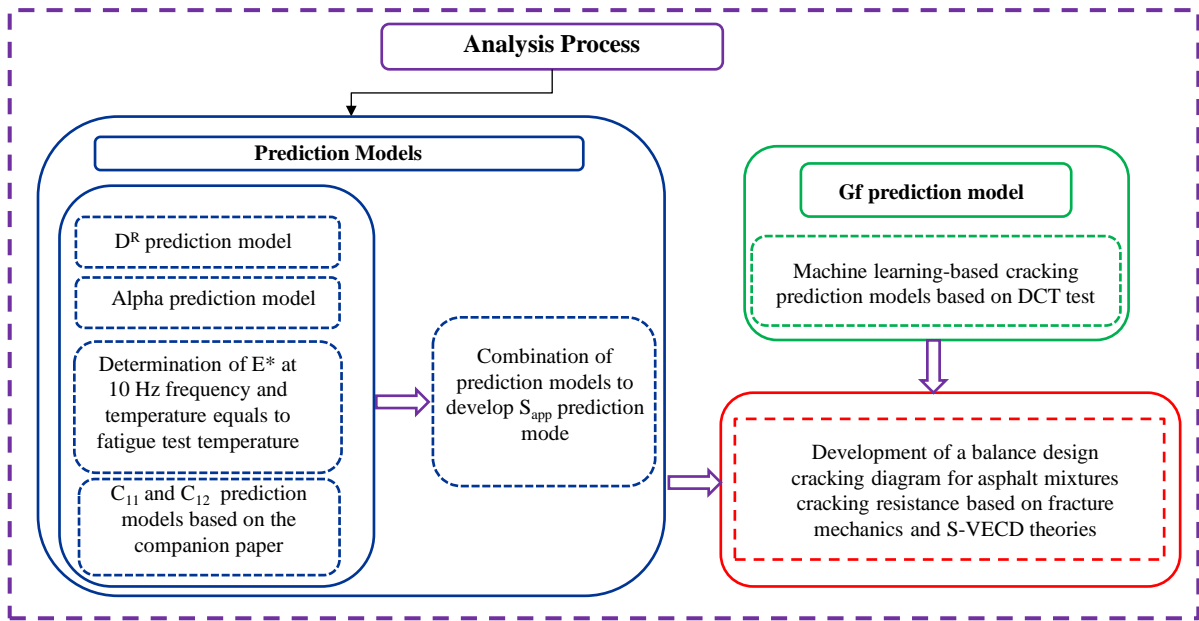 Analysis Process
Prediction Models
D^R prediction model
Alpha prediction model
Determination of E* at
10 Hz frequency and
temperature equals to
fatigue test temperature
C₁₁ and C₁₂ prediction
models based on the
companion paper
Combination of
prediction models to
develop S_app prediction
mode
Gf prediction model
Machine learning-based cracking
prediction models based on DCT test
Development of a balance design
cracking diagram for asphalt mixtures
cracking resistance based on fracture
mechanics and S-VECD theories